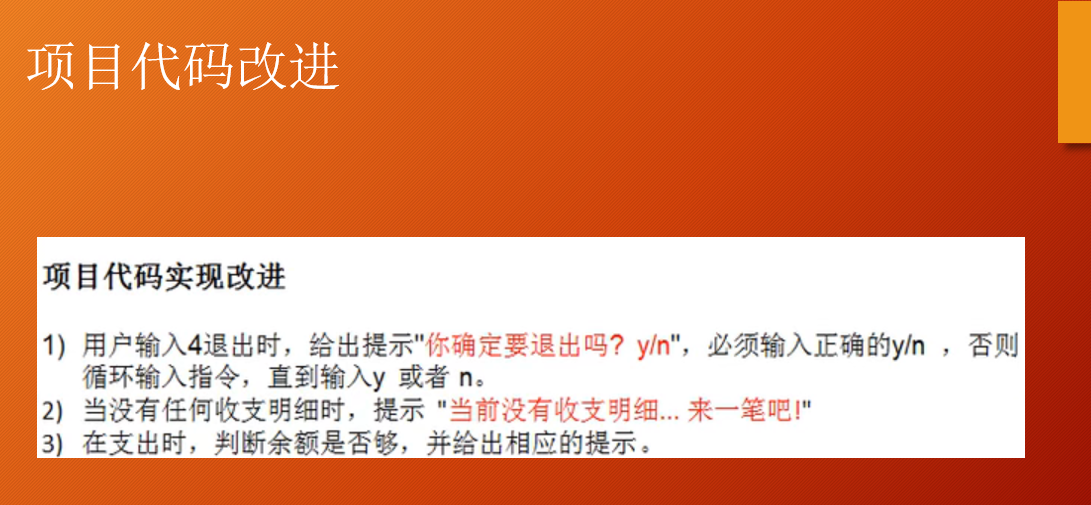 项目代码改进
项目代码实现改进
1) 用户输入4退出时，给出提示"你确定要退出吗? y/n"，必须输入正确的y/n ，否则
循环输入指令，直到输入y 或者 n。
2) 当没有任何收支明细时，提示 "当前没有收支明细... 来一笔吧!"
3) 在支出时，判断余额是否够，并给出相应的提示。